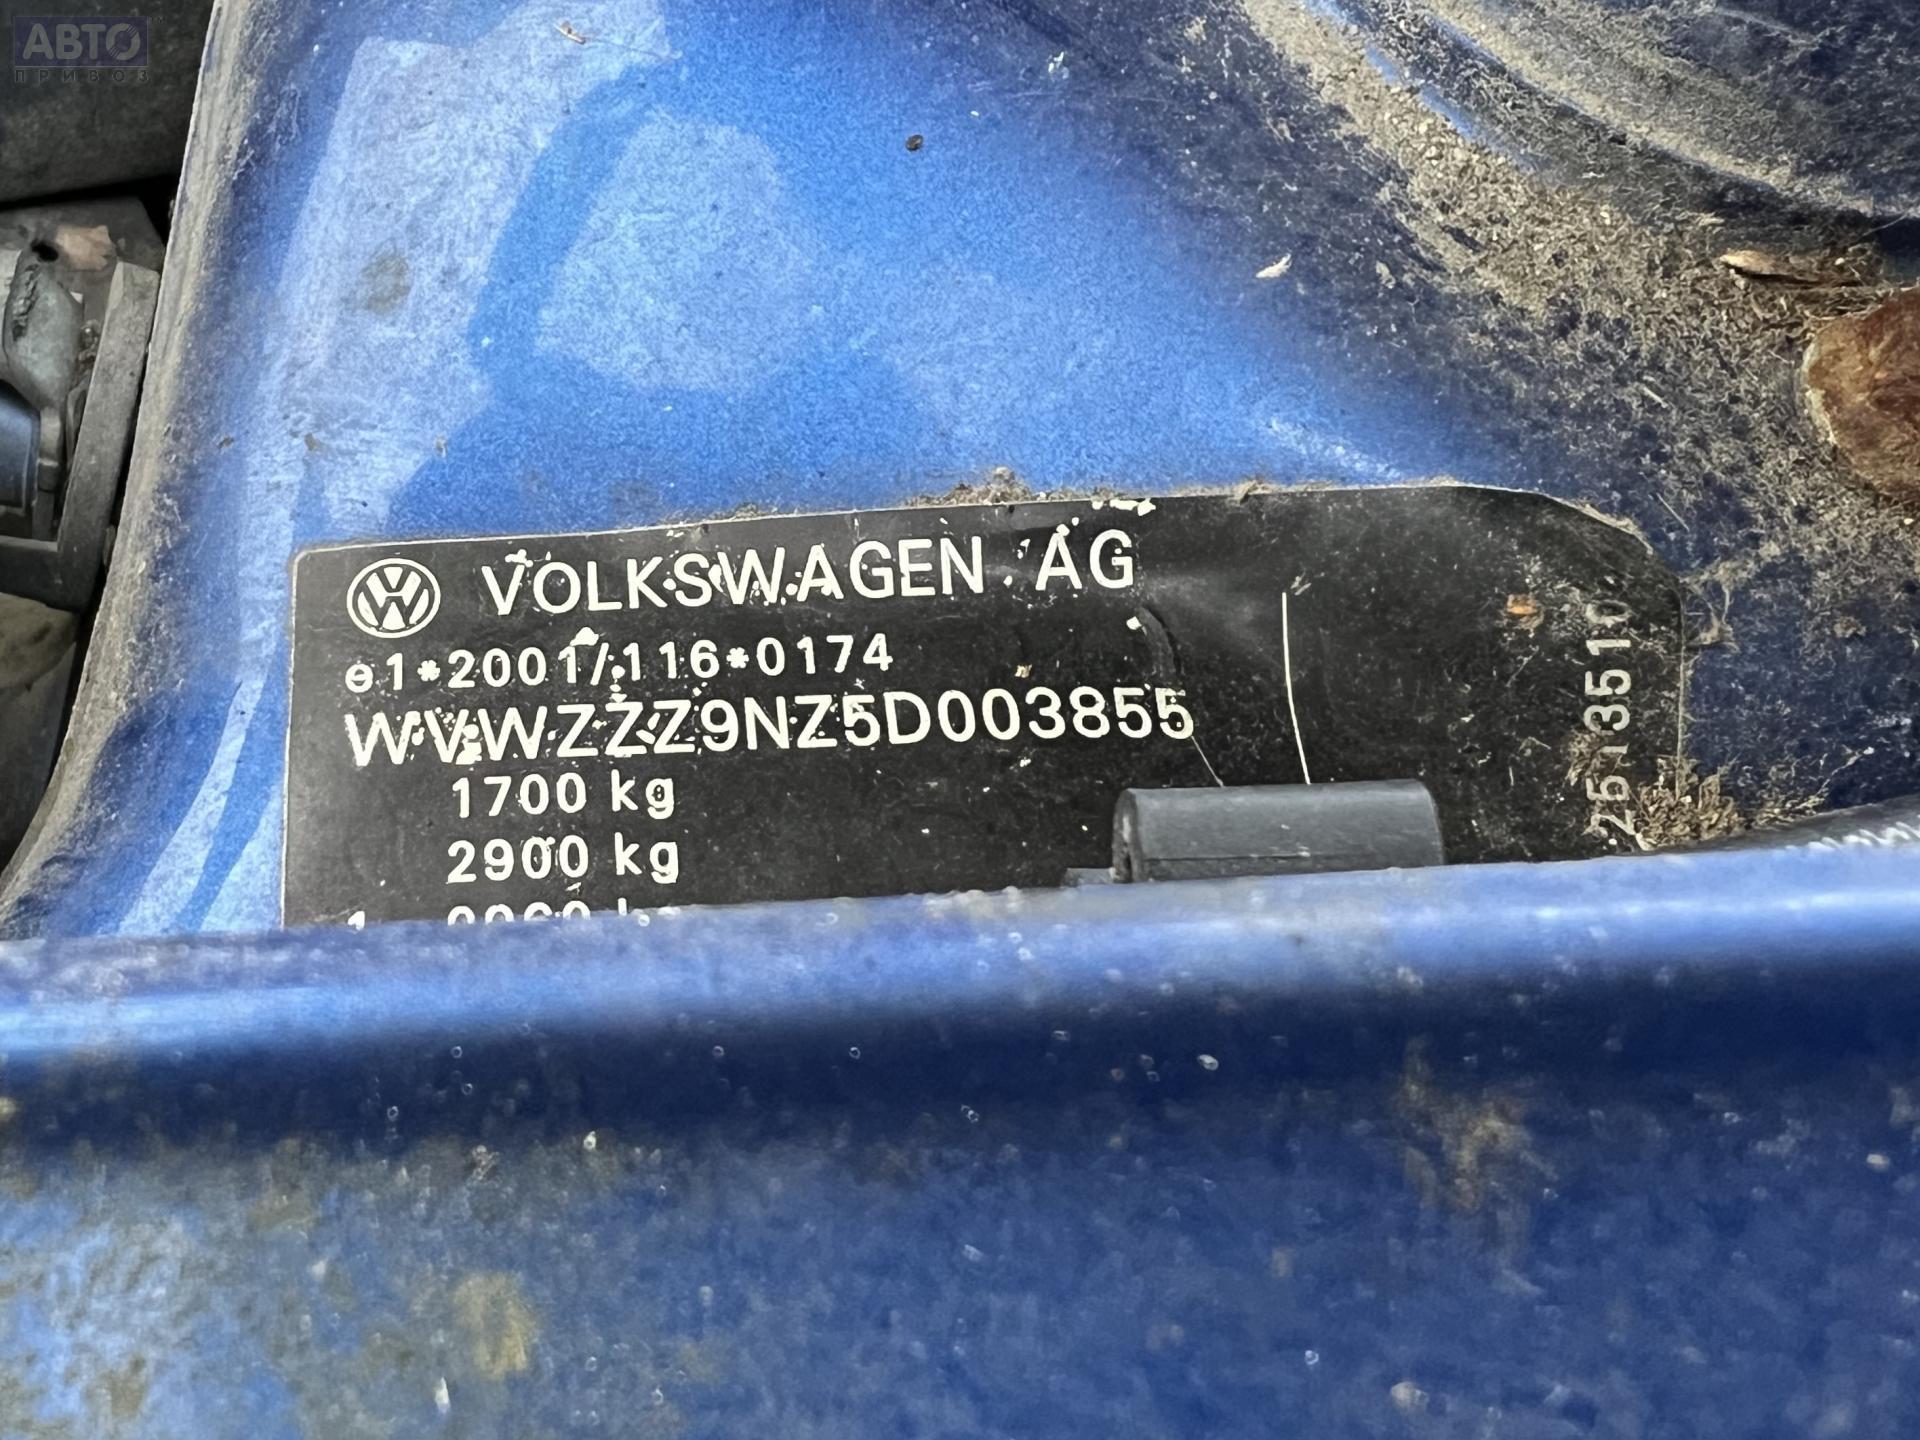 АВТО
ПРИВОЗ
VOLKSWAGEN AG
e1*2001/116*0174
WVWZZZ9NZ5D003855
1700 kg
2900 kg